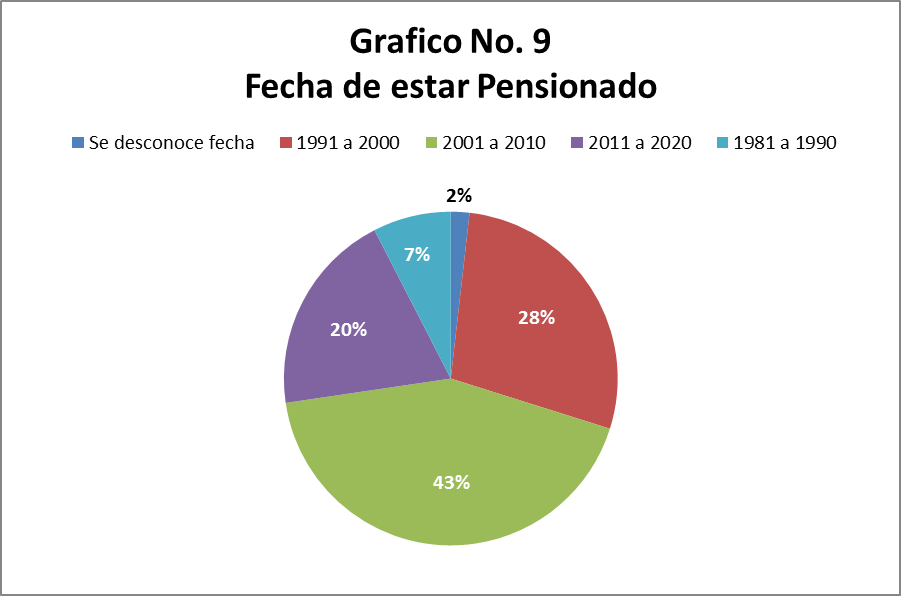 Grafico No. 9
Fecha de estar Pensionado
Se desconoce fecha 1991 a 2000 2001 a 2010 2011 a 2020 1981 a 1990
2%
7%
28%
20%
43%